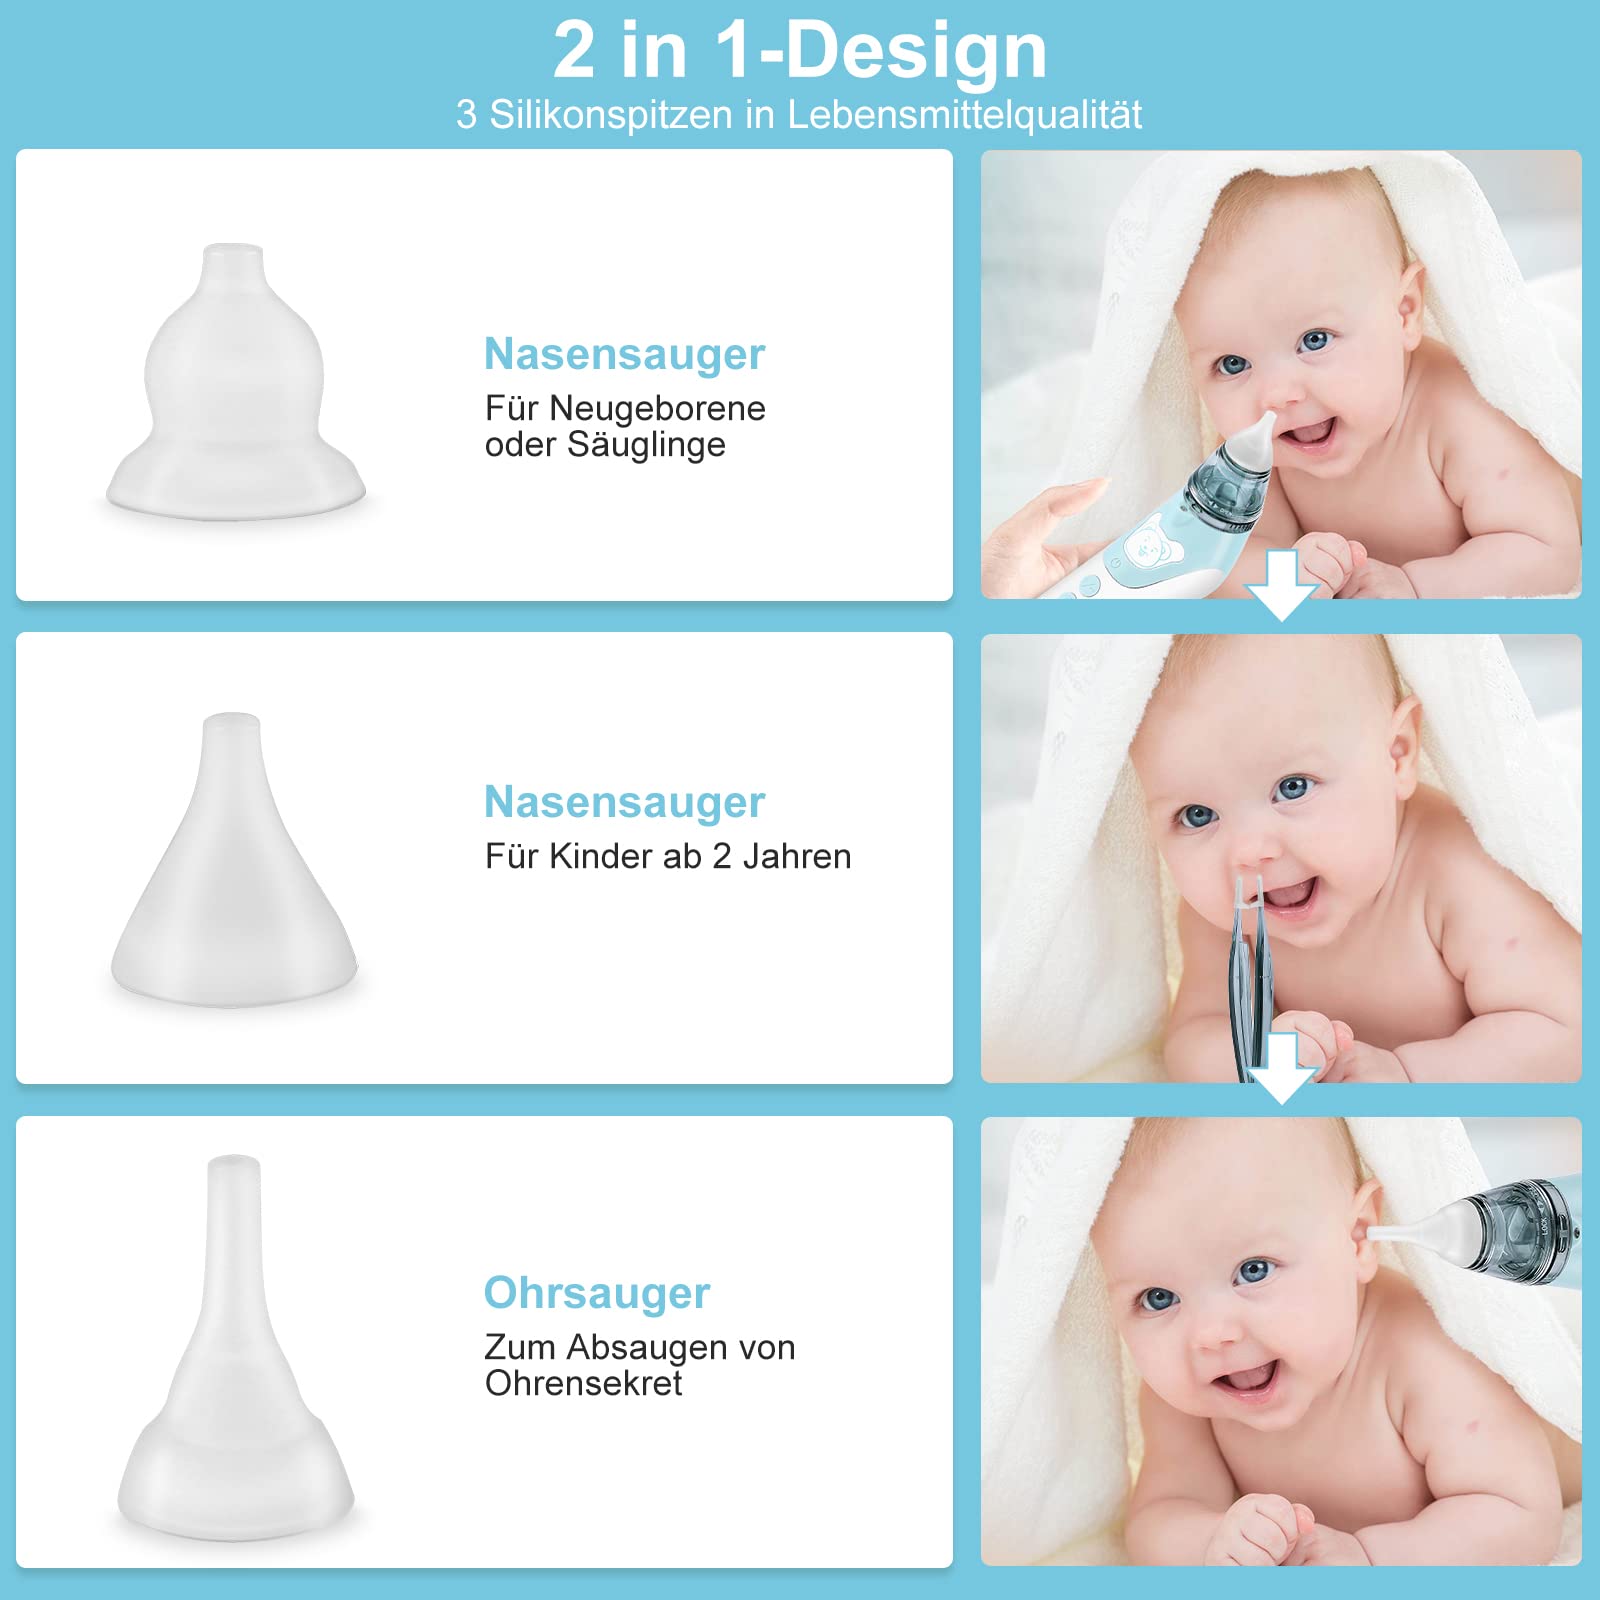 2 in 1-Design
3 Silikonspitzen in Lebensmittelqualität
Nasensauger
Für Neugeborene
oder Säuglinge
Nasensauger
Für Kinder ab 2 Jahren
Ohrsauger
Zum Absaugen von
Ohrensekret
LOCK